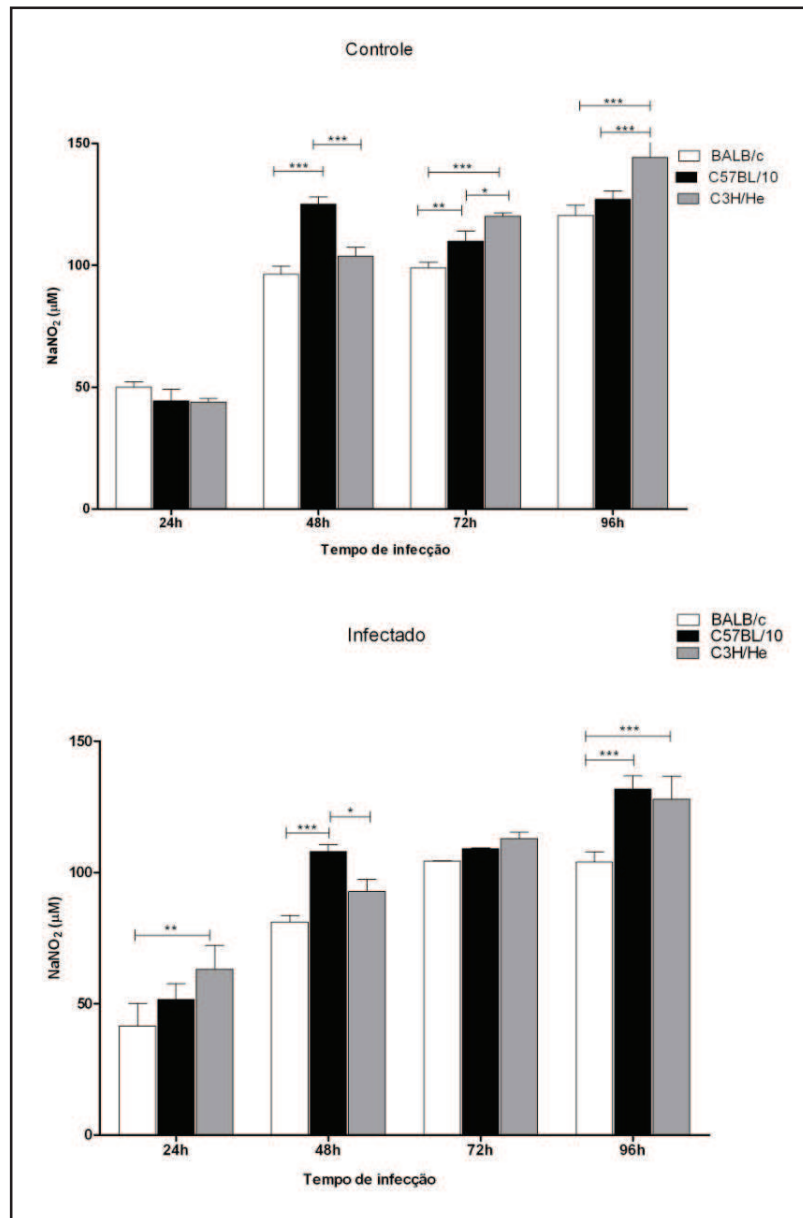 Controle
***
***
***
***
***
**
*
BALB/c
C57BL/10
C3H/He
150
100
50
0
NaNO₂ (µM)
24h 48h 72h 96h
Tempo de infecção
Infectado
BALB/c
C57BL/10
C3H/He
150
100
50
0
NaNO₂ (µM)
***
***
***
*
**
24h 48h 72h 96h
Tempo de infecção